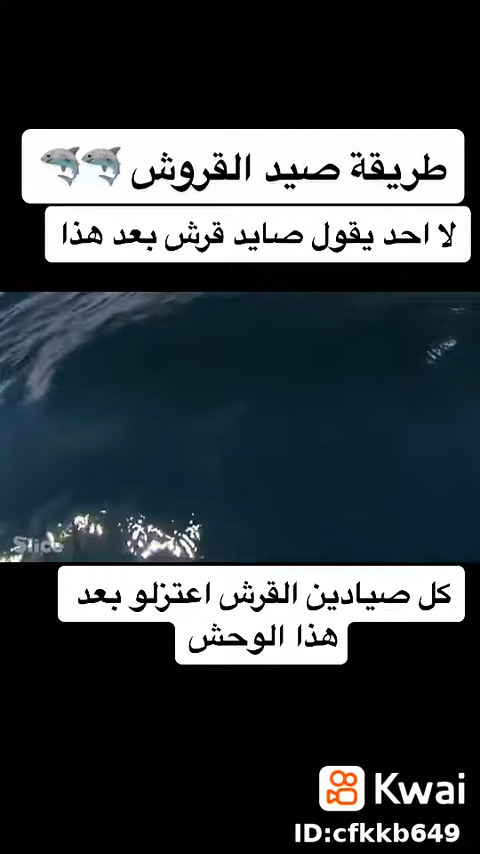 طريقة صيد القروش 🦈🦈
لا احد يقول صايد قرش بعد هذا
Slice
كل صيادين القرش اعتزلو بعد
هذا الوحش
Kwai
ID:cfkkb649